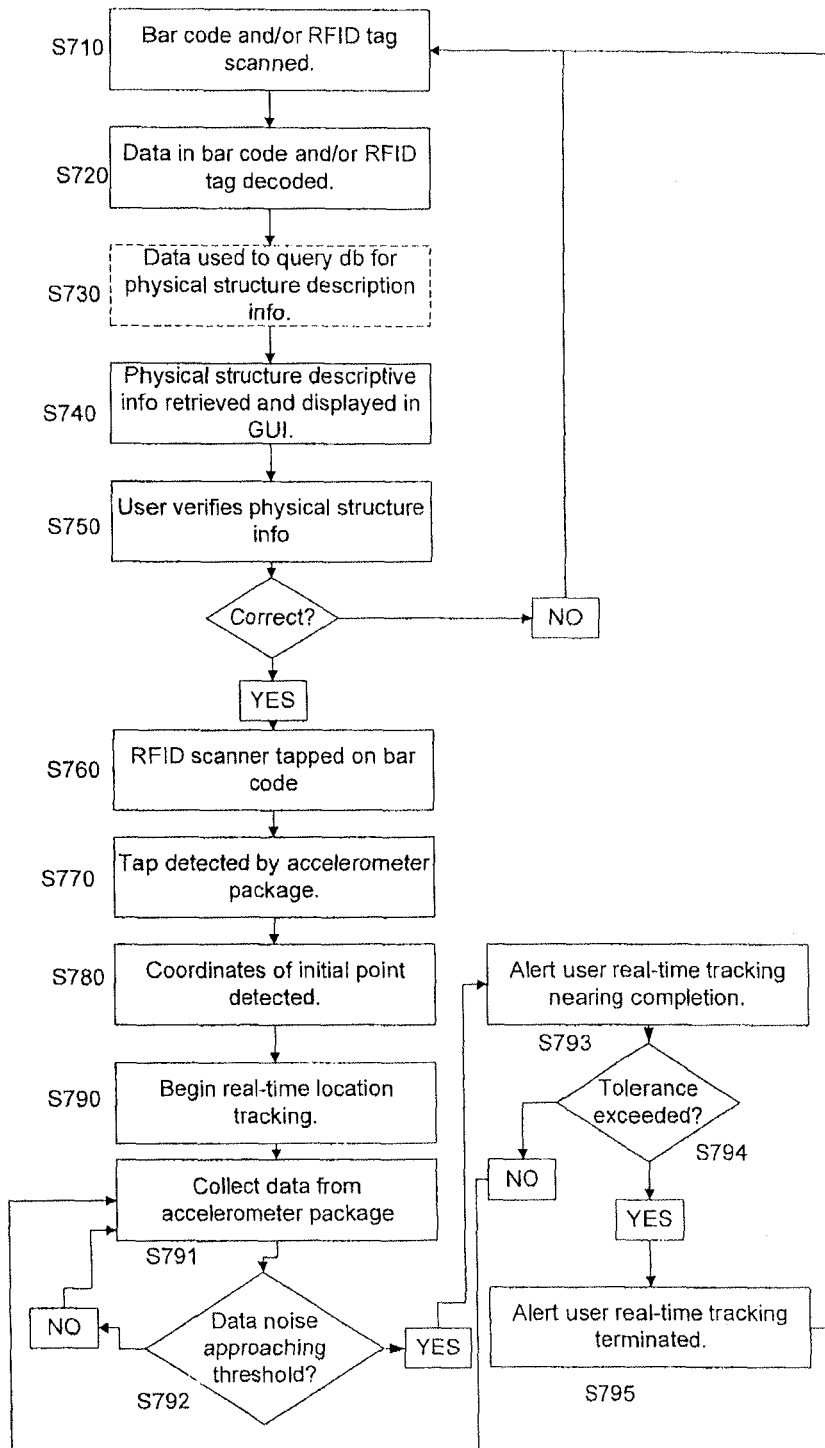 S710
Bar code and/or RFID tag
scanned.
S720
Data in bar code and/or RFID
tag decoded.
S730
Data used to query db for
physical structure description
info.
S740
Physical structure descriptive
info retrieved and displayed in
GUI.
S750
User verifies physical structure
info
Correct?
NO
YES
S760
RFID scanner tapped on bar
code
S770
Tap detected by accelerometer
package.
S780
Coordinates of initial point
detected.
S790
Begin real-time location
tracking.
Collect data from
accelerometer package
S791
Data noise
approaching
threshold?
S792
NO
YES
Alert user real-time tracking
nearing completion.
S793
Tolerance
exceeded?
S794
NO
YES
Alert user real-time tracking
terminated.
S795